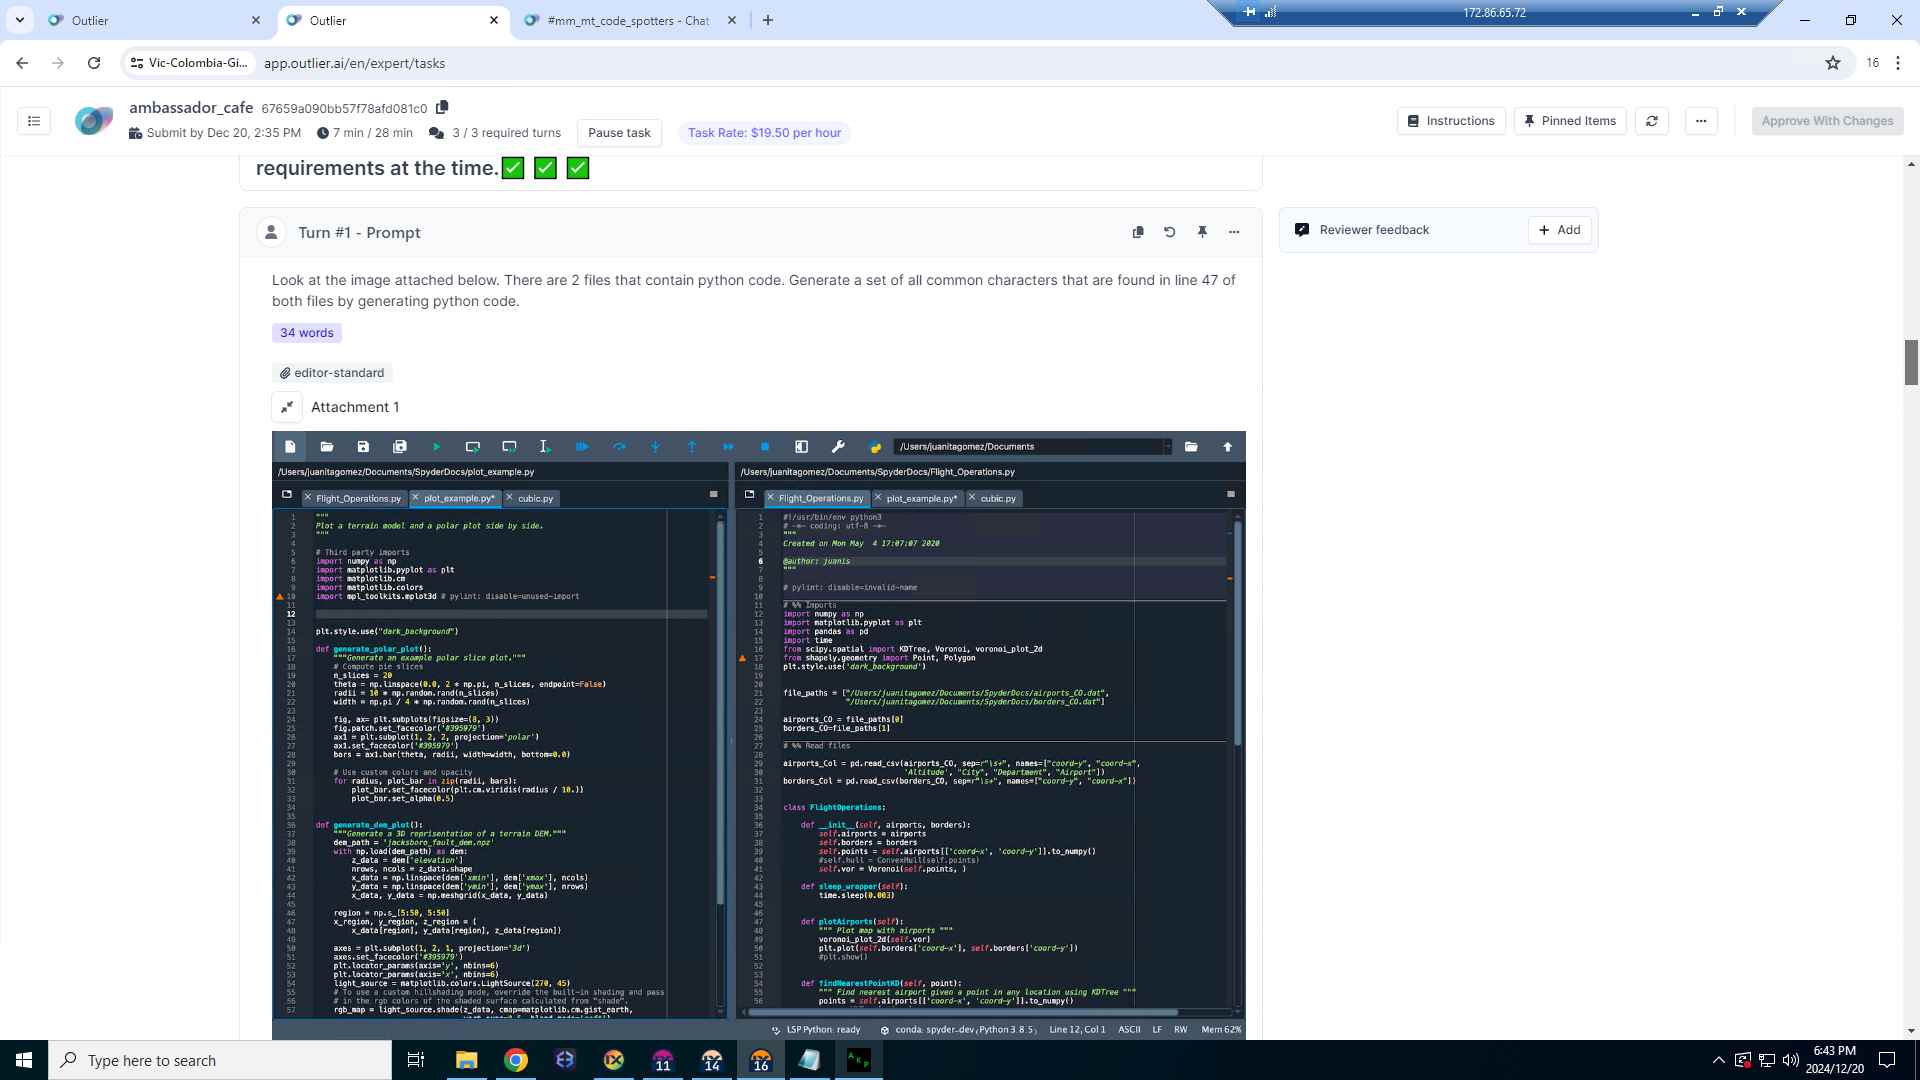 Outlier
Outlier
#mm_mt_code_spotters - Chat
172.86.65.72
Vic-Colombia-Gi...
app.outlier.ai/en/expert/tasks
16
ambassador_cafe 67659a090bb57f78afd081c0
Submit by Dec 20, 2:35 PM 7 min / 28 min 3 / 3 required turns
Pause task
Task Rate: $19.50 per hour
Instructions
Pinned Items
Approve With Changes
requirements at the time.✅ ✅ ✅
Turn #1 - Prompt
Reviewer feedback
+ Add
Look at the image attached below. There are 2 files that contain python code. Generate a set of all common characters that are found in line 47 of
both files by generating python code.
34 words
editor-standard
Attachment 1
/Users/juanitagomez/Documents
/Users/juanitagomez/Documents/SpyderDocs/plot_example.py
Flight_Operations.py
plot_example.py*
cubic.py
1 """
2 Plot a terrain model and a polar plot side by side.
3 """
4
5 # Third party imports
6 import numpy as np
7 import matplotlib.pyplot as plt
8 import matplotlib.cm
9 import matplotlib.colors
10 import mpl_toolkits.mplot3d # pylint: disable=unused-import
11
12
13
14 plt.style.use("dark_background")
15
16 def generate_polar_plot():
17 """Generate an example polar slice plot."""
18 # Compute pie slices
19 n_slices = 20
20 theta = np.linspace(0.0, 2 * np.pi, n_slices, endpoint=False)
21 radii = 10 * np.random.rand(n_slices)
22 width = np.pi / 4 * np.random.rand(n_slices)
23
24 fig, ax= plt.subplots(figsize=(8, 3))
25 fig.patch.set_facecolor('#395979')
26 ax1 = plt.subplot(1, 2, 2, projection='polar')
27 ax1.set_facecolor('#395979')
28 bars = ax1.bar(theta, radii, width=width, bottom=0.0)
29
30 # Use custom colors and opacity
31 for radius, plot_bar in zip(radii, bars):
32 plot_bar.set_facecolor(plt.cm.viridis(radius / 10.))
33 plot_bar.set_alpha(0.5)
34
35
36 def generate_dem_plot():
37 """Generate a 3D reprisentation of a terrain DEM."""
38 dem_path = 'jacksboro_fault_dem.npz'
39 with np.load(dem_path) as dem:
40 z_data = dem['elevation']
41 nrows, ncols = z_data.shape
42 x_data = np.linspace(dem['xmin'], dem['xmax'], ncols)
43 y_data = np.linspace(dem['ymin'], dem['ymax'], nrows)
44 x_data, y_data = np.meshgrid(x_data, y_data)
45
46 region = np.s_[5:50, 5:50]
47 x_region, y_region, z_region = (
48 x_data[region], y_data[region], z_data[region])
49
50 axes = plt.subplot(1, 2, 1, projection='3d')
51 axes.set_facecolor('#395979')
52 plt.locator_params(axis='y', nbins=6)
53 plt.locator_params(axis='x', nbins=6)
54 light_source = matplotlib.colors.LightSource(270, 45)
55 # To use a custom hillshading mode, override the built-in shading and pass
56 # in the rgb colors of the shaded surface calculated from "shade".
57 rgb_map = light_source.shade(z_data, cmap=matplotlib.cm.gist_earth,
/Users/juanitagomez/Documents/SpyderDocs/Flight_Operations.py
Flight_Operations.py
plot_example.py*
cubic.py
1 #!/usr/bin/env python3
2 # -*- coding: utf-8 -*-
3 """
4 Created on Mon May 4 17:07:07 2020
5
6 @author: juanis
7 """
8
9 # pylint: disable=invalid-name
10
11 # %% Imports
12 import numpy as np
13 import matplotlib.pyplot as plt
14 import pandas as pd
15 import time
16 from scipy.spatial import KDTree, Voronoi, voronoi_plot_2d
17 from shapely.geometry import Point, Polygon
18 plt.style.use('dark_background')
19
20
21 file_paths = ["/Users/juanitagomez/Documents/SpyderDocs/airports_CO.dat",
22 "/Users/juanitagomez/Documents/SpyderDocs/borders_CO.dat"]
23
24 airports_CO = file_paths[0]
25 borders_CO=file_paths[1]
26
27 # %% Read files
28
29 airports_Col = pd.read_csv(airports_CO, sep=r"\s+", names=["coord-y", "coord-x",
30 'Altitude', "City", "Department", "Airport"])
31 borders_Col = pd.read_csv(borders_CO, sep=r"\s+", names=["coord-y", "coord-x"])
32
33
34 class FlightOperations:
35
36 def __init__(self, airports, borders):
37 self.airports = airports
38 self.borders = borders
39 self.points = self.airports[['coord-x', 'coord-y']].to_numpy()
40 #self.hull = ConvexHull(self.points)
41 self.vor = Voronoi(self.points, )
42
43 def sleep_wrapper(self):
44 time.sleep(0.003)
45
46
47 def plotAirports(self):
48 """ Plot map with airports """
49 voronoi_plot_2d(self.vor)
50 plt.plot(self.borders['coord-x'], self.borders['coord-y'])
51 #plt.show()
52
53
54 def findNearestPointKD(self, point):
55 """ Find nearest airport given a point in any location using KDTree """
56 points = self.airports[['coord-x', 'coord-y']].to_numpy()
LSP Python: ready
conda: spyder-dev (Python 3.8.5)
Line 12, Col 1
ASCII
LF
RW
Mem 62%
Type here to search
11
14
16
6:43 PM
2024/12/20